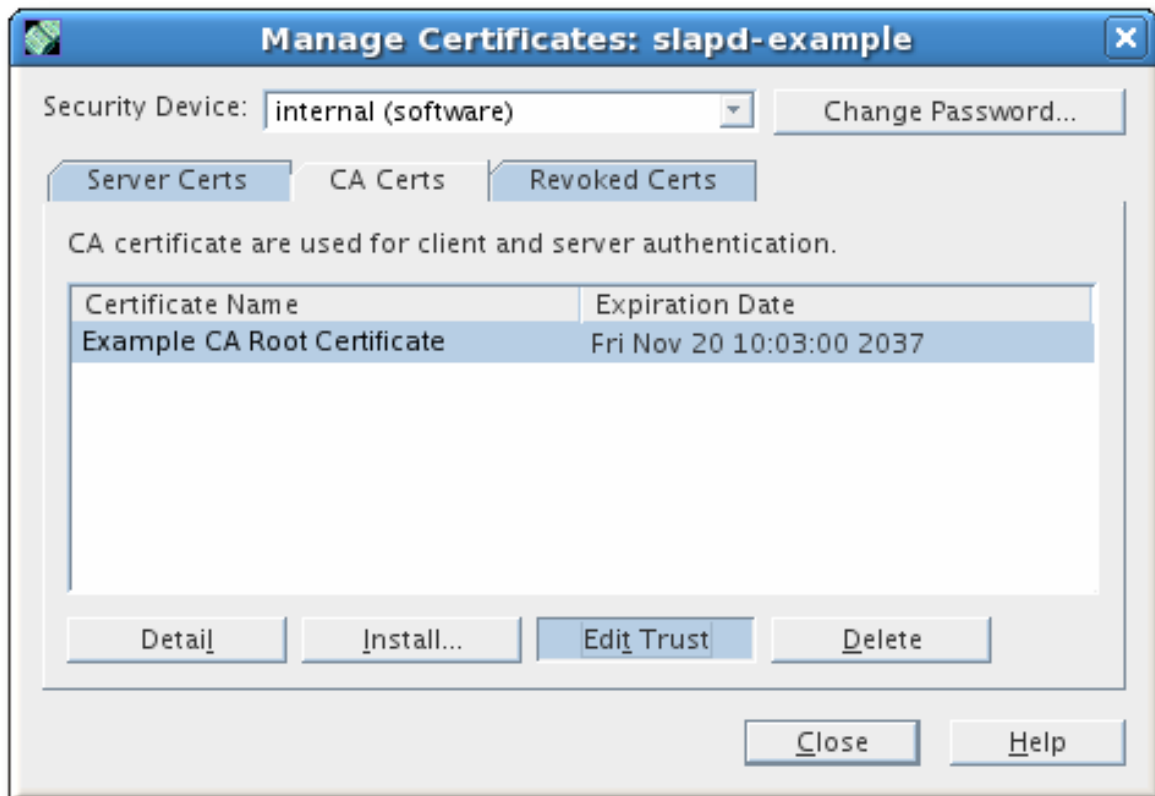 Manage Certificates: slapd-example
Security Device: internal (software) Change Password...
Server Certs CA Certs Revoked Certs
CA certificate are used for client and server authentication.
Certificate Name Expiration Date
Example CA Root Certificate Fri Nov 20 10:03:00 2037
Detail Install... Edit Trust Delete
Close Help